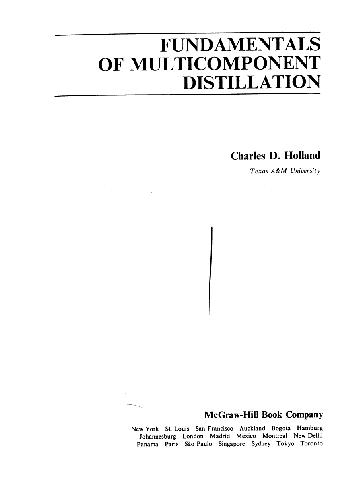 FUNDAMENTALS
OF MULTICOMPONENT
DISTILLATION
Charles D. Holland
Texas A&M University
McGraw-Hill Book Company
New York St. Louis San Francisco Auckland Bogotá Hamburg
Johannesburg London Madrid Mexico Montreal New Delhi
Panama Paris São Paulo Singapore Sydney Tokyo Toronto